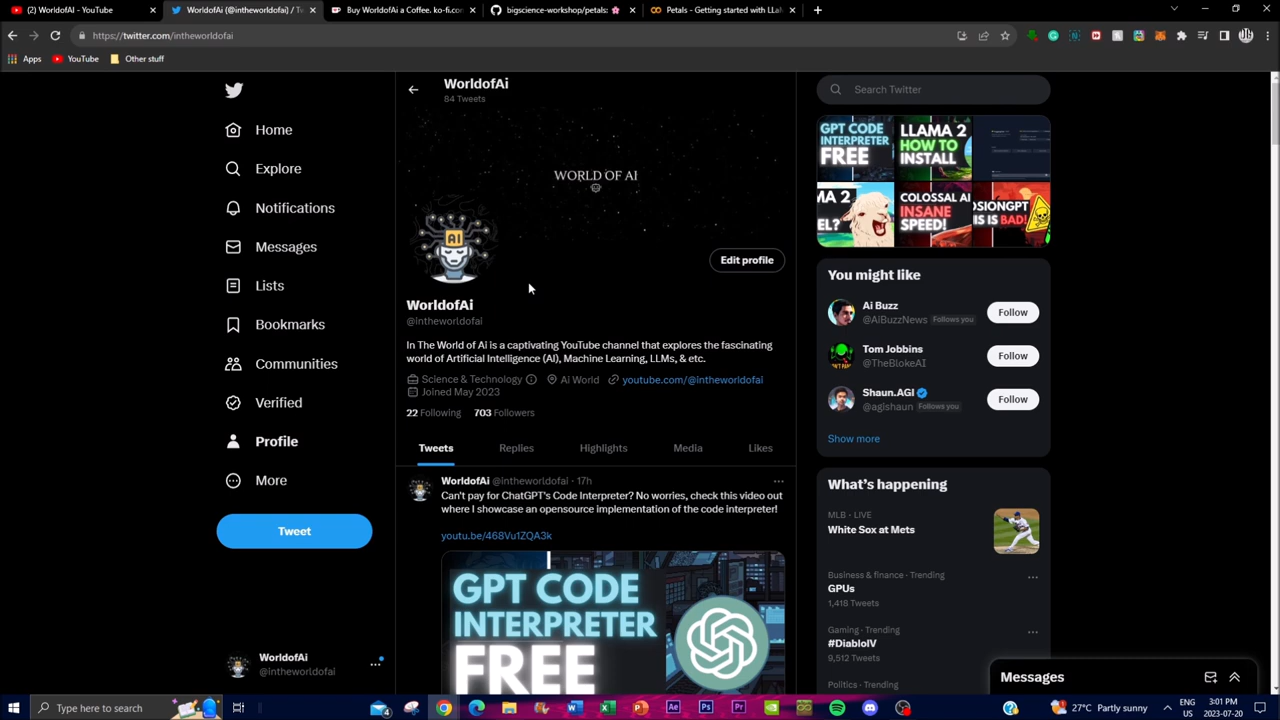 (2) WorldofAI - YouTube
WorldofAi (@intheworldofai) / Tw
Buy WorldofAi a Coffee. ko-fi.com
bigscience-workshop/petals:
Petals - Getting started with LLa
https://twitter.com/intheworldofai
Apps
YouTube
Other stuff
WorldofAi
84 Tweets
Search Twitter
Home
Explore
Notifications
Messages
Lists
Bookmarks
Communities
Verified
Profile
More
Tweet
WORLD OF AI
AI
Edit profile
WorldofAi
@intheworldofai
In The World of Ai is a captivating YouTube channel that explores the fascinating
world of Artificial Intelligence (AI), Machine Learning, LLMs, & etc.
Science & Technology
Ai World
youtube.com/@intheworldofai
Joined May 2023
22 Following
703 Followers
Tweets
Replies
Highlights
Media
Likes
WorldofAi @intheworldofai · 17h
Can't pay for ChatGPT's Code Interpreter? No worries, check this video out
where I showcase an opensource implementation of the code interpreter!
youtu.be/468Vu1ZQA3k
GPT CODE
INTERPRETER
FREE
GPT CODE
INTERPRETER
FREE
LLAMA 2
HOW TO
INSTALL
MA 2
EL?
COLOSSAL AI
INSANE
SPEED!
OSIONGPT
IS IS BAD!
You might like
Ai Buzz
@AiBuzzNews
Follows you
Follow
Tom Jobbins
@TheBlokeAI
Follow
Shaun.AGI
@agishaun
Follows you
Follow
Show more
What's happening
MLB · LIVE
White Sox at Mets
Business & finance · Trending
GPUs
1,418 Tweets
Gaming · Trending
#DiabloIV
9,512 Tweets
Politics · Trending
Messages
WorldofAi
@intheworldofai
Type here to search
4
27°C Partly sunny
ENG
US
3:01 PM
2023-07-20